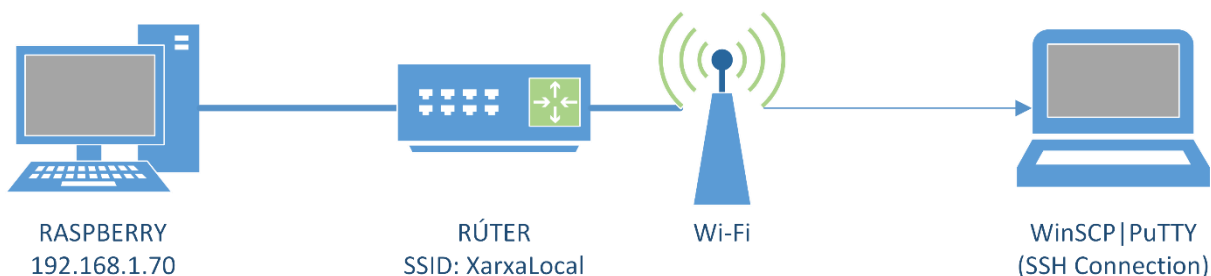 RASPBERRY
192.168.1.70
RÚTER
SSID: XarxaLocal
Wi-Fi
WinSCP|PuTTY
(SSH Connection)